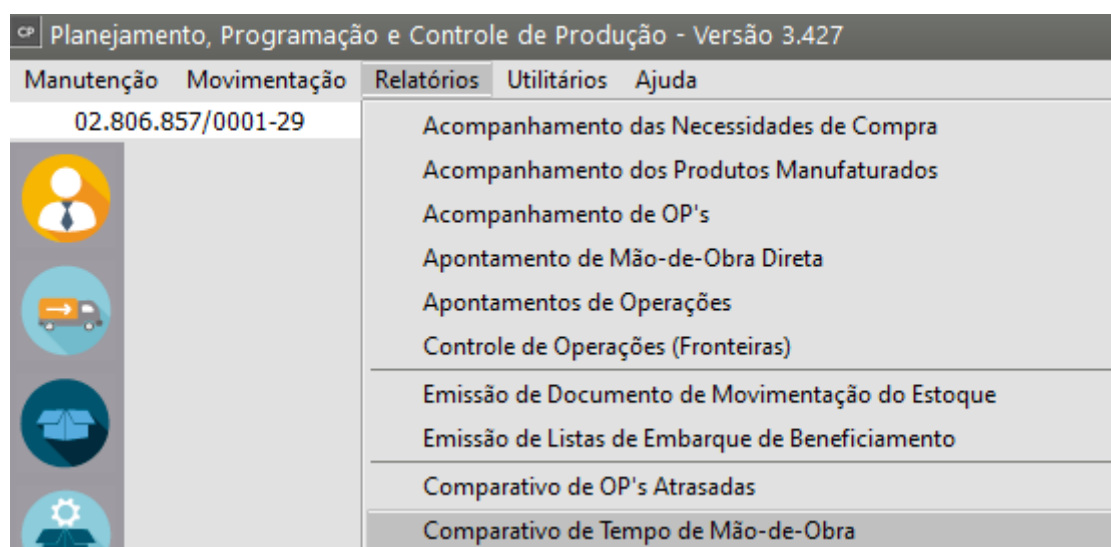 CP Planejamento, Programação e Controle de Produção - Versão 3.427
Manutenção Movimentação Relatórios Utilitários Ajuda
02.806.857/0001-29
Acompanhamento das Necessidades de Compra
Acompanhamento dos Produtos Manufaturados
Acompanhamento de OP's
Apontamento de Mão-de-Obra Direta
Apontamentos de Operações
Controle de Operações (Fronteiras)
Emissão de Documento de Movimentação do Estoque
Emissão de Listas de Embarque de Beneficiamento
Comparativo de OP's Atrasadas
Comparativo de Tempo de Mão-de-Obra